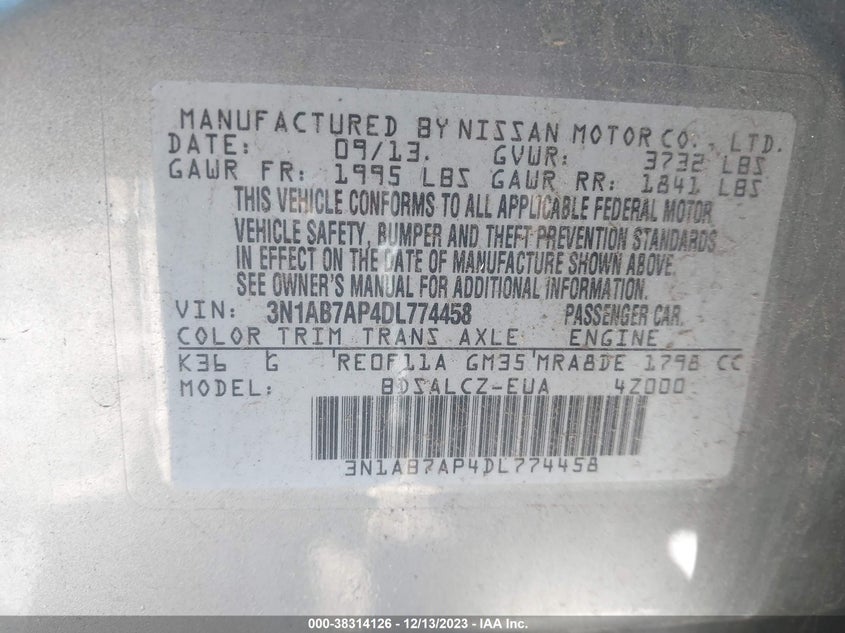 MANUFACTURED BY NISSAN MOTOR CO., LTD.
DATE: 09/13. GVWR: 3732 LBS
GAWR FR: 1995 LBS GAWR RR: 1841 LBS
THIS VEHICLE CONFORMS TO ALL APPLICABLE FEDERAL MOTOR
VEHICLE SAFETY, BUMPER AND THEFT PREVENTION STANDARDS
IN EFFECT ON THE DATE OF MANUFACTURE SHOWN ABOVE.
SEE OWNER'S MANUAL FOR ADDITIONAL INFORMATION.
VIN: 3N1AB7AP4DL774458 PASSENGER CAR.
COLOR TRIM TRANS AXLE ENGINE
K36 G 'RE0F11A GM35'MRA8DE 1798 CC
MODEL: BDSALCZ-EUA 4Z000
3N1AB7AP4DL774458
000-38314126 - 12/13/2023 - IAA Inc.